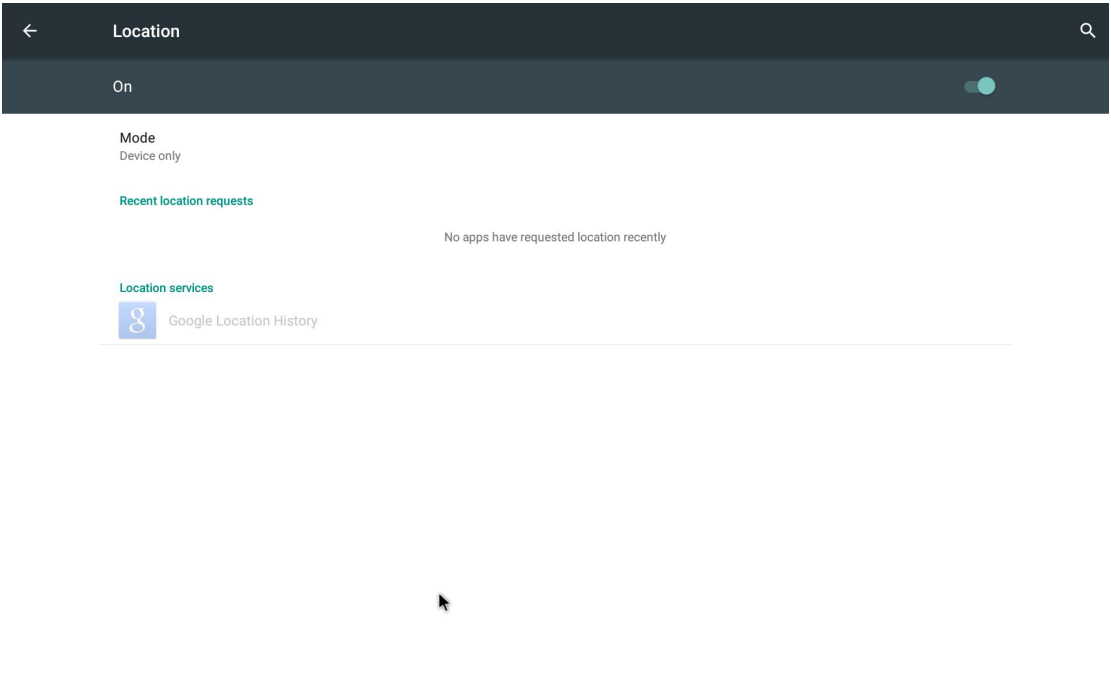 Location
On
Mode
Device only
Recent location requests
No apps have requested location recently
Location services
g
Google Location History